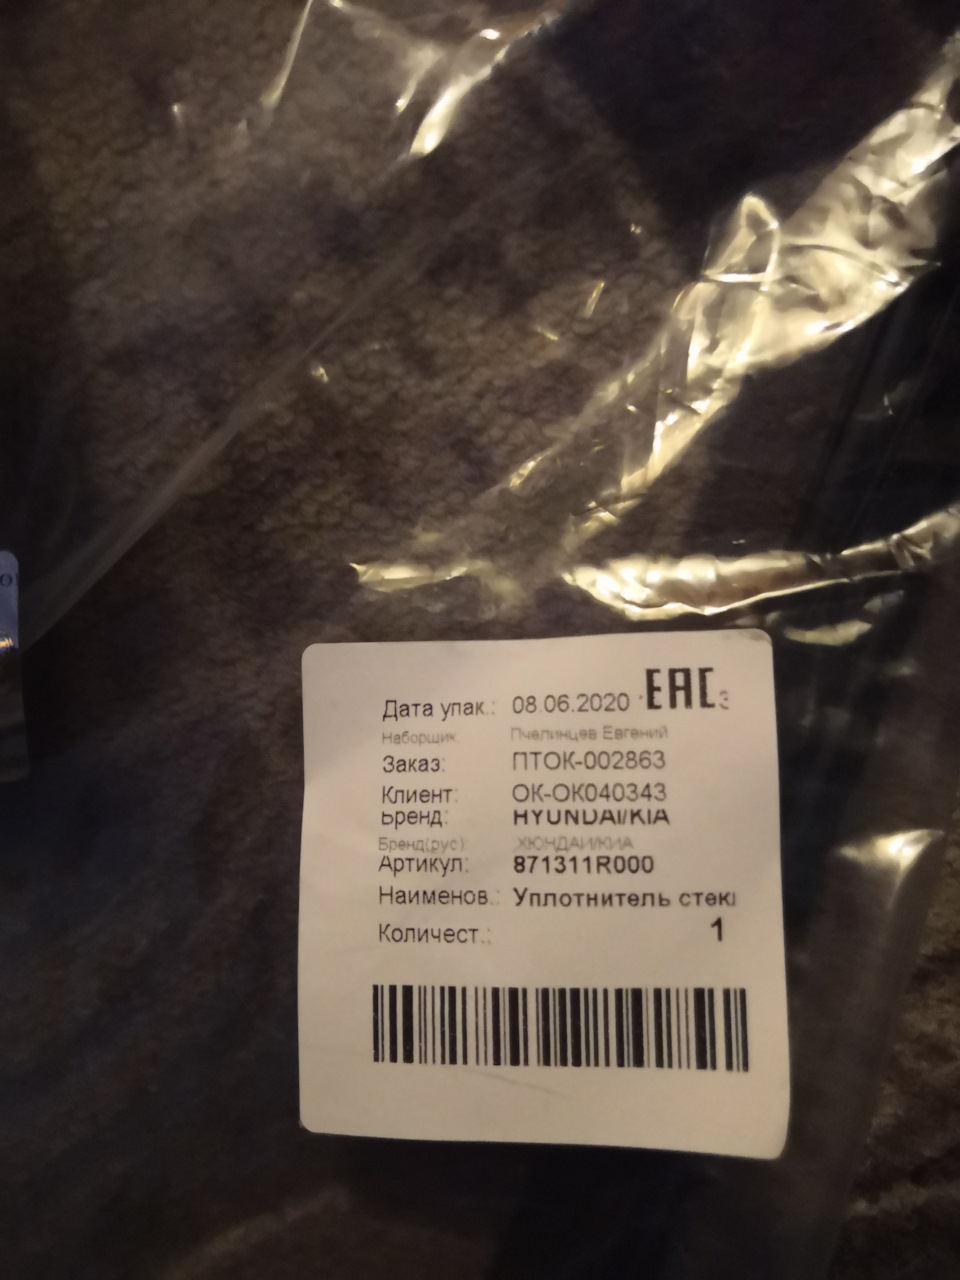 Дата упак.: 08.06.2020 EAC
Наборщик: Пчелинцев Евгений
Заказ: ПТОК-002863
Клиент: ОК-ОК040343
Бренд: HYUNDAI/KIA
Бренд(рус): ХЮНДАИ/КИА
Артикул: 871311R000
Наименов.: Уплотнитель стек
Количест.: 1